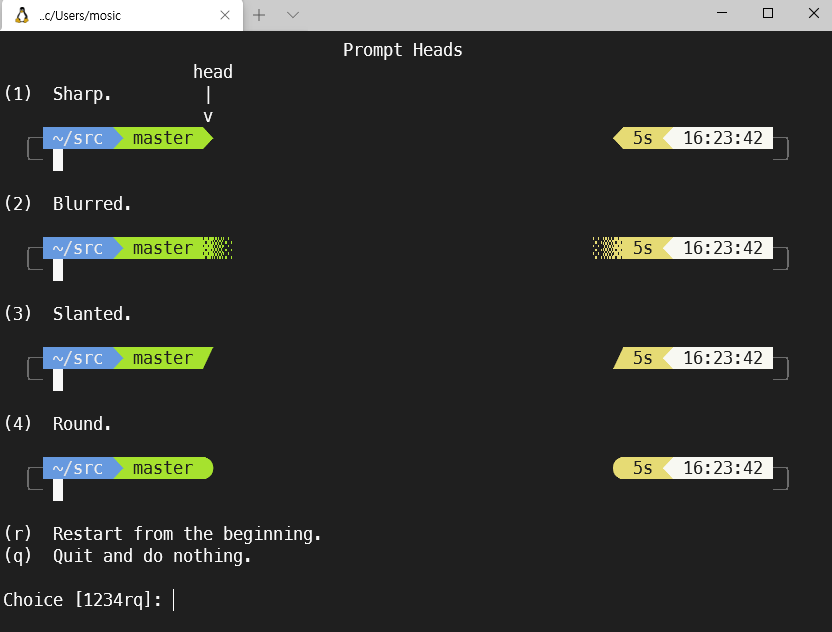 ..c/Users/mosic
Prompt Heads
head
(1) Sharp. |
v
~/src master 5s 16:23:42
(2) Blurred.
~/src master 5s 16:23:42
(3) Slanted.
~/src master 5s 16:23:42
(4) Round.
~/src master 5s 16:23:42
(r) Restart from the beginning.
(q) Quit and do nothing.
Choice [1234rq]: